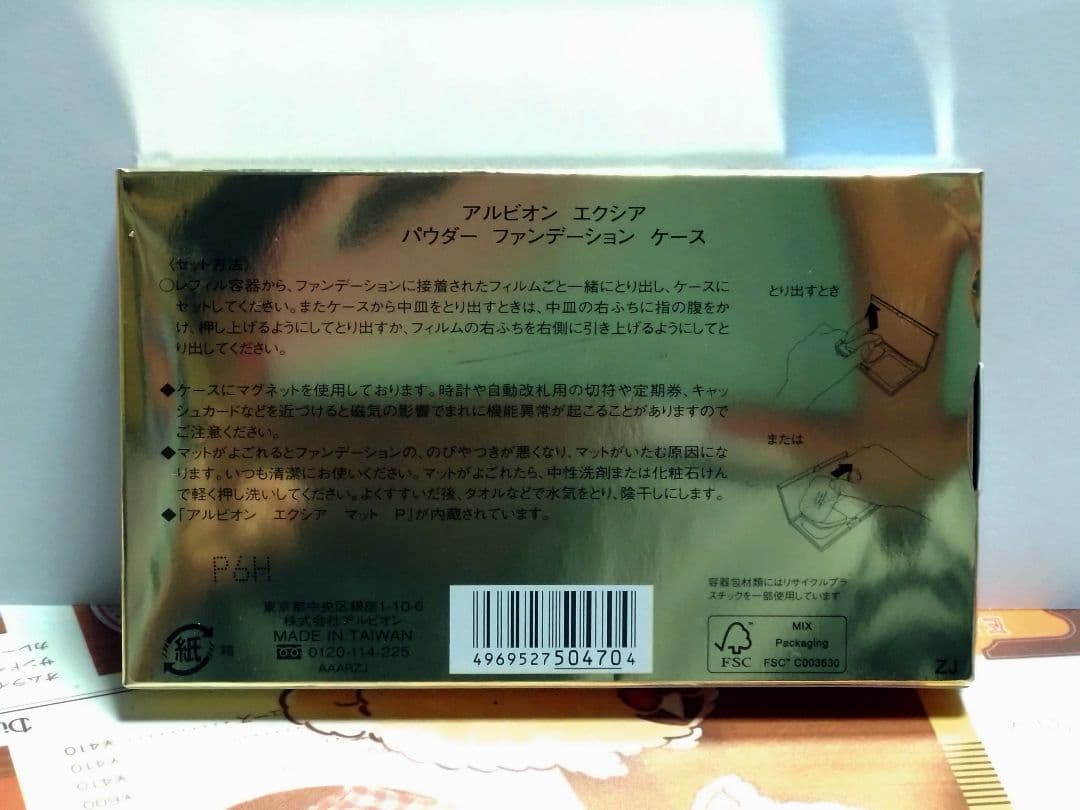 アルビオン エクシア
パウダー ファンデーション ケース
〈セット方法〉
○レフィル容器から、ファンデーションに接着されたフィルムごと一緒にとり出し、ケースに
セットしてください。またケースから中皿をとり出すときは、中皿の右ふちに指の腹をか
け、押し上げるようにしてとり出すか、フィルムの右ふちを右側に引き上げるようにしてと
り出してください。
とり出すとき
◆ケースにマグネットを使用しております。時計や自動改札用の切符や定期券、キャッ
シュカードなどを近づけると磁気の影響でまれに機能異常が起こることがありますので
ご注意ください。
◆マットがよごれるとファンデーションの、のびやつきが悪くなり、マットがいたむ原因にな
ります。いつも清潔にお使いください。マットがよごれたら、中性洗剤または化粧石けん
で軽く押し洗いしてください。よくすすいだ後、タオルなどで水気をとり、陰干しにします。
◆「アルビオン エクシア マット P」が内蔵されています。
または
P6H
東京都中央区銀座1-10-6
株式会社アルビオン
MADE IN TAIWAN
0120-114-225
AAARZJ
紙
箱
4969527504704
容器包材類にはリサイクルプラ
スチックを一部使用しています
FSC
MIX
Packaging
FSC® C003630
ZJ
オムライ
カレー
サンド
¥410
¥410
¥600